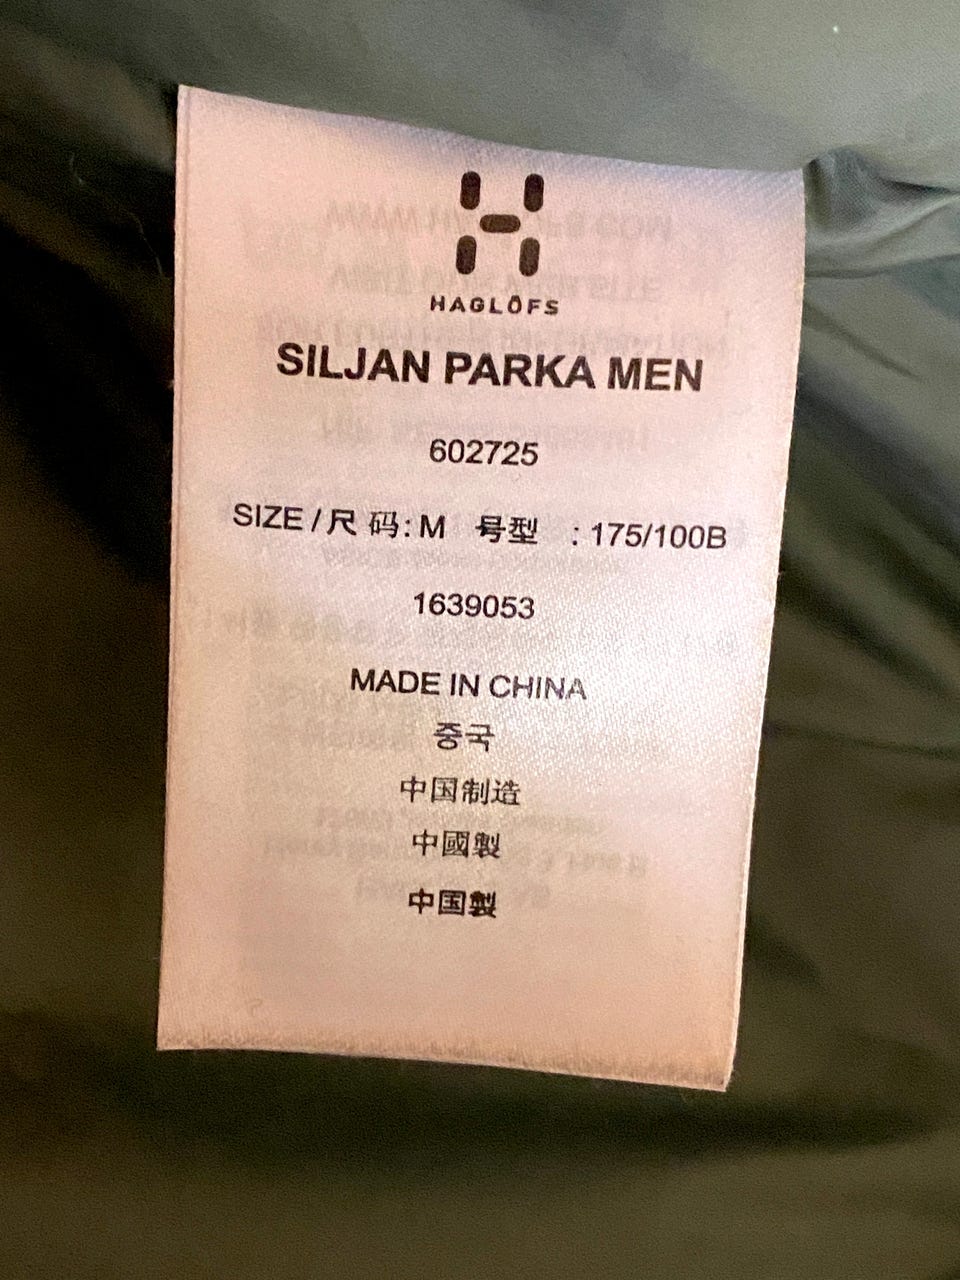 HAGLÖFS
SILJAN PARKA MEN
602725
SIZE / 尺 码: M 号型 : 175/100B
1639053
MADE IN CHINA
중국
中国制造
中國製
中国製